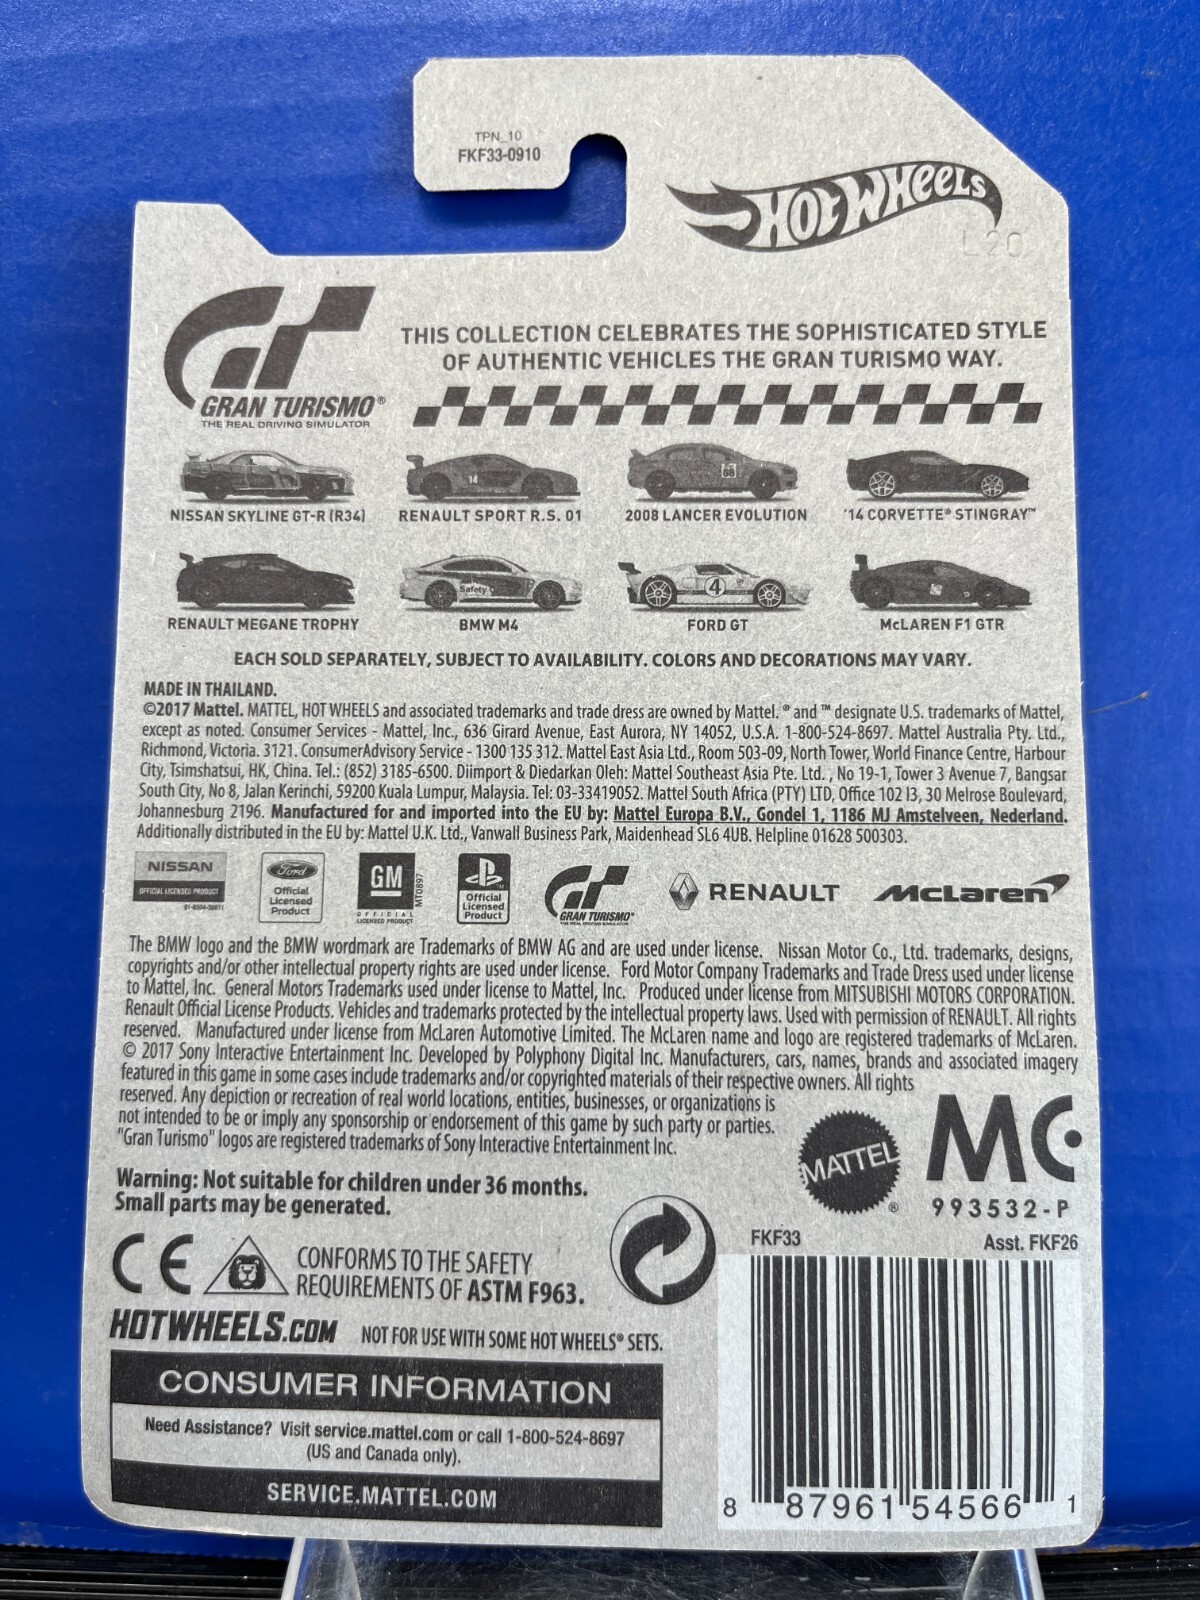 TPN_10
FKF33-0910
HOT WHEELS
L20
GRAN TURISMO®
THE REAL DRIVING SIMULATOR
THIS COLLECTION CELEBRATES THE SOPHISTICATED STYLE
OF AUTHENTIC VEHICLES THE GRAN TURISMO WAY.
14
NISSAN SKYLINE GT-R (R34)
RENAULT SPORT R.S. 01
2008 LANCER EVOLUTION
'14 CORVETTE® STINGRAY™
Safety
4
RENAULT MEGANE TROPHY
BMW M4
FORD GT
McLAREN F1 GTR
EACH SOLD SEPARATELY, SUBJECT TO AVAILABILITY. COLORS AND DECORATIONS MAY VARY.
MADE IN THAILAND.
©2017 Mattel. MATTEL, HOT WHEELS and associated trademarks and trade dress are owned by Mattel. ® and ™ designate U.S. trademarks of Mattel,
except as noted. Consumer Services - Mattel, Inc., 636 Girard Avenue, East Aurora, NY 14052, U.S.A. 1-800-524-8697. Mattel Australia Pty. Ltd.,
Richmond, Victoria. 3121. ConsumerAdvisory Service - 1300 135 312. Mattel East Asia Ltd., Room 503-09, North Tower, World Finance Centre, Harbour
City, Tsimshatsui, HK, China. Tel.: (852) 3185-6500. Diimport & Diedarkan Oleh: Mattel Southeast Asia Pte. Ltd. , No 19-1, Tower 3 Avenue 7, Bangsar
South City, No 8, Jalan Kerinchi, 59200 Kuala Lumpur, Malaysia. Tel: 03-33419052. Mattel South Africa (PTY) LTD, Office 102 I3, 30 Melrose Boulevard,
Johannesburg 2196. Manufactured for and imported into the EU by: Mattel Europa B.V., Gondel 1, 1186 MJ Amstelveen, Nederland.
Additionally distributed in the EU by: Mattel U.K. Ltd., Vanwall Business Park, Maidenhead SL6 4UB. Helpline 01628 500303.
NISSAN
OFFICIAL LICENSED PRODUCT
Ford
Official
Licensed
Product
GM
OFFICIAL
LICENSED PRODUCT
MT0897
Official
Licensed
Product
GRAN TURISMO®
THE REAL DRIVING SIMULATOR
RENAULT
McLaren
The BMW logo and the BMW wordmark are Trademarks of BMW AG and are used under license. Nissan Motor Co., Ltd. trademarks, designs,
copyrights and/or other intellectual property rights are used under license. Ford Motor Company Trademarks and Trade Dress used under license
to Mattel, Inc. General Motors Trademarks used under license to Mattel, Inc. Produced under license from MITSUBISHI MOTORS CORPORATION.
Renault Official License Products. Vehicles and trademarks protected by the intellectual property laws. Used with permission of RENAULT. All rights
reserved. Manufactured under license from McLaren Automotive Limited. The McLaren name and logo are registered trademarks of McLaren.
© 2017 Sony Interactive Entertainment Inc. Developed by Polyphony Digital Inc. Manufacturers, cars, names, brands and associated imagery
featured in this game in some cases include trademarks and/or copyrighted materials of their respective owners. All rights
reserved. Any depiction or recreation of real world locations, entities, businesses, or organizations is
not intended to be or imply any sponsorship or endorsement of this game by such party or parties.
"Gran Turismo" logos are registered trademarks of Sony Interactive Entertainment Inc.
MATTEL®
MC
993532-P
Warning: Not suitable for children under 36 months.
Small parts may be generated.
CE
CONFORMS TO THE SAFETY
REQUIREMENTS OF ASTM F963.
FKF33
Asst. FKF26
HOTWHEELS.COM
NOT FOR USE WITH SOME HOT WHEELS® SETS.
CONSUMER INFORMATION
Need Assistance? Visit service.mattel.com or call 1-800-524-8697
(US and Canada only).
SERVICE.MATTEL.COM
8 87961 54566 1